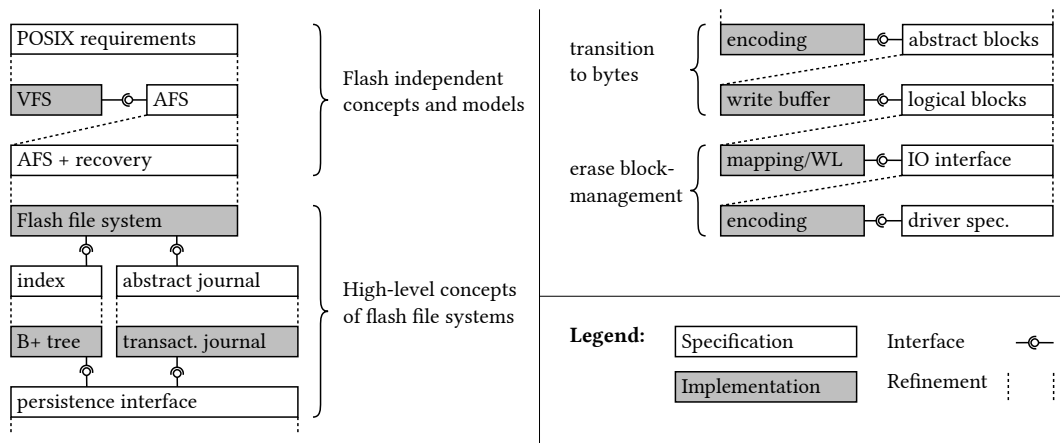 POSIX requirements
VFS
AFS
AFS + recovery
Flash independent
concepts and models
Flash file system
index
abstract journal
B+ tree
transact. journal
persistence interface
High-level concepts
of flash file systems
transition
to bytes
encoding
abstract blocks
write buffer
logical blocks
erase block-
management
mapping/WL
IO interface
encoding
driver spec.
Legend:
Specification
Interface
Implementation
Refinement